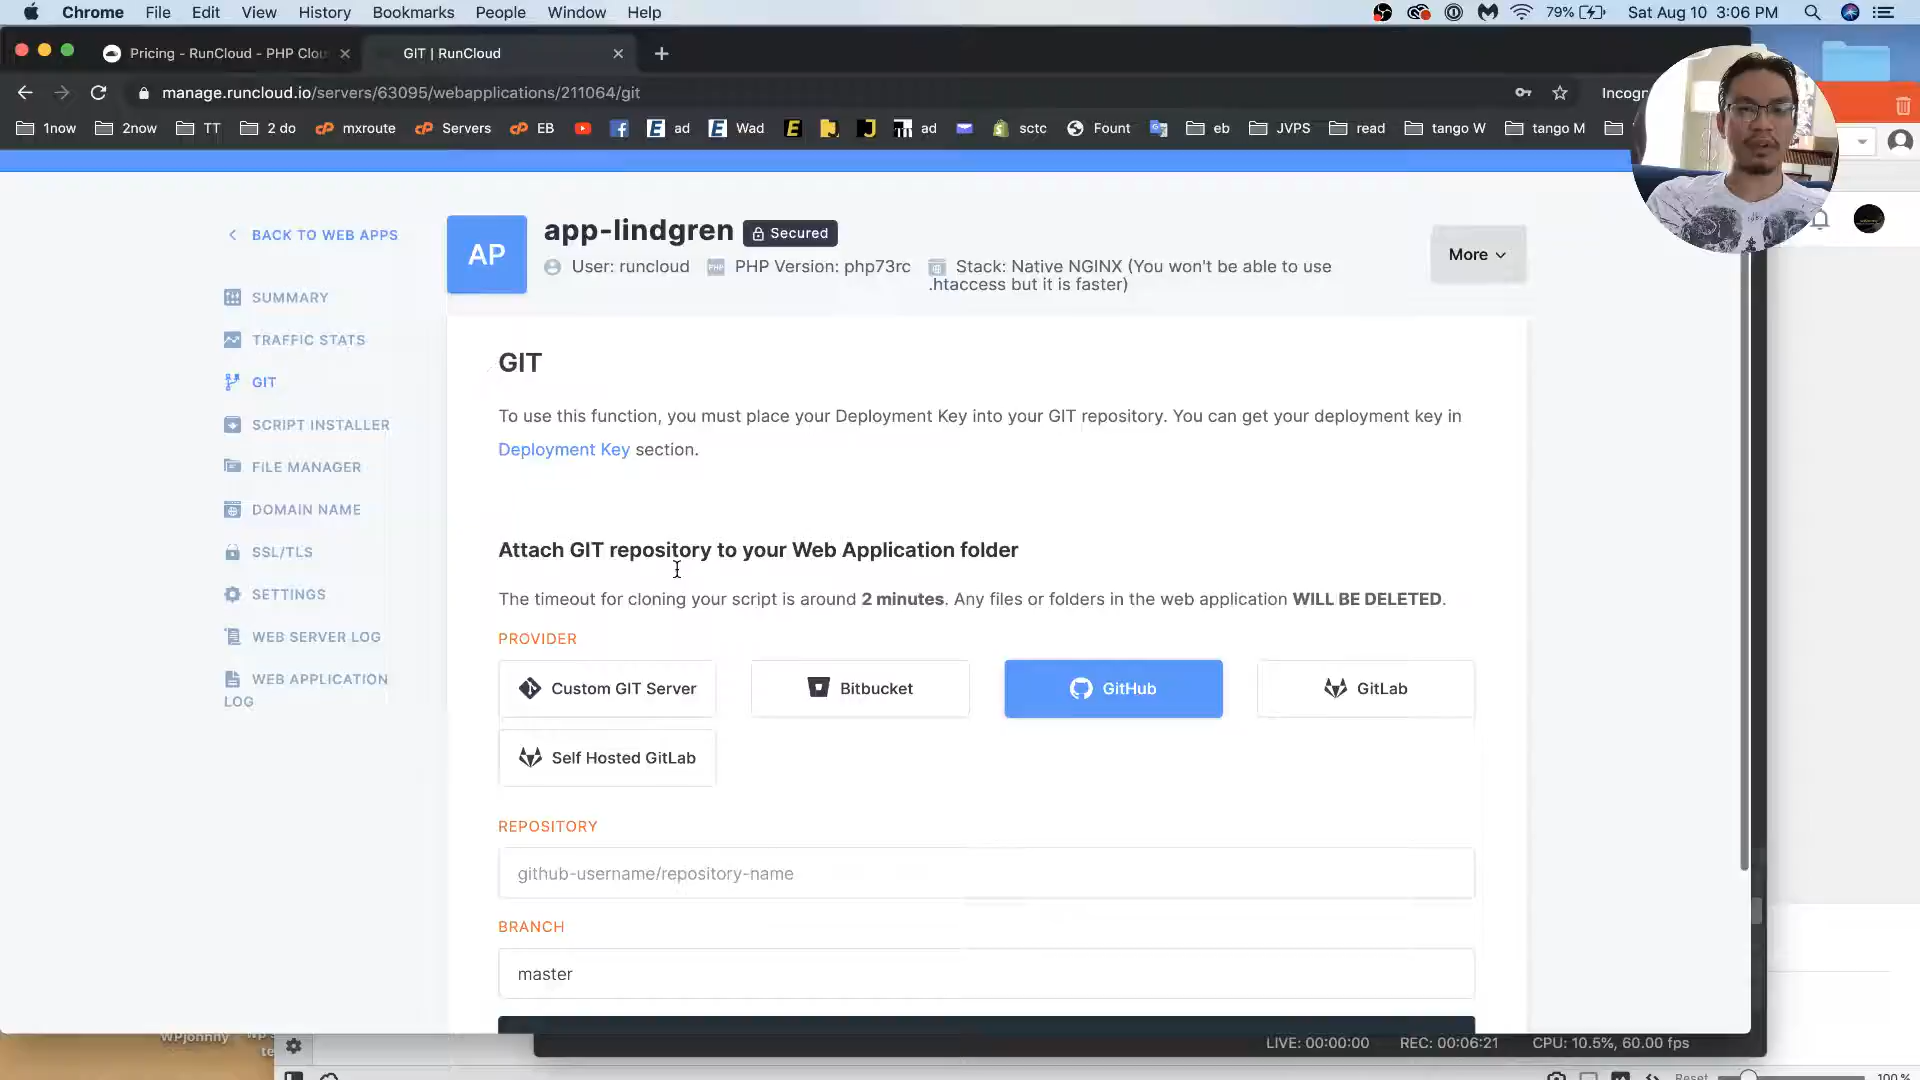 Chrome File Edit View History Bookmarks People Window Help
79% Sat Aug 10 3:06 PM
Pricing - RunCloud - PHP Clou
GIT | RunCloud
manage.runcloud.io/servers/63095/webapplications/211064/git
Incogn
1now 2now TT 2 do mxroute Servers EB ad Wad ad sctc Fount eb JVPS read tango W tango M
BACK TO WEB APPS
SUMMARY
TRAFFIC STATS
GIT
SCRIPT INSTALLER
FILE MANAGER
DOMAIN NAME
SSL/TLS
SETTINGS
WEB SERVER LOG
WEB APPLICATION
LOG
AP
app-lindgren Secured
User: runcloud PHP Version: php73rc Stack: Native NGINX (You won't be able to use
.htaccess but it is faster)
More
GIT
To use this function, you must place your Deployment Key into your GIT repository. You can get your deployment key in
Deployment Key section.
Attach GIT repository to your Web Application folder
The timeout for cloning your script is around 2 minutes. Any files or folders in the web application WILL BE DELETED.
PROVIDER
Custom GIT Server
Bitbucket
GitHub
GitLab
Self Hosted GitLab
REPOSITORY
github-username/repository-name
BRANCH
master
WPjohnny
LIVE: 00:00:00 REC: 00:06:21 CPU: 10.5%, 60.00 fps
Reset 100%